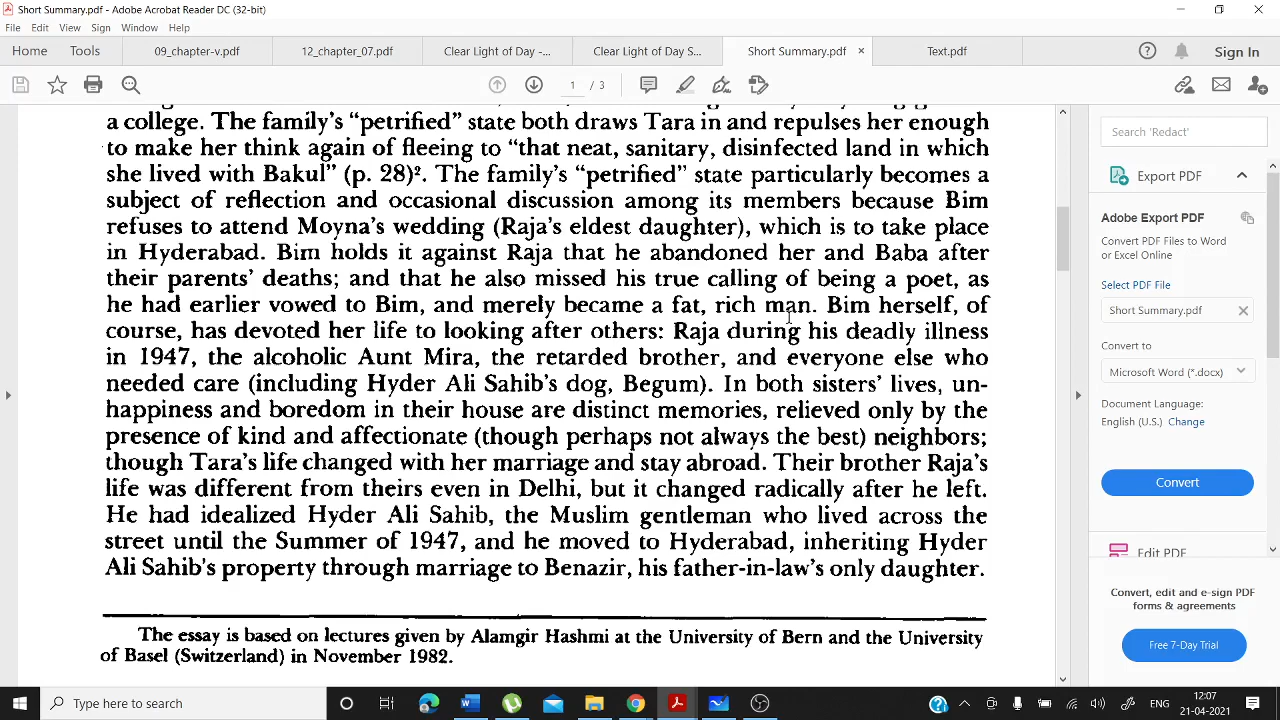 Short Summary.pdf - Adobe Acrobat Reader DC (32-bit)
File Edit View Sign Window Help
Home Tools 09_chapter-v.pdf 12_chapter_07.pdf Clear Light of Day -... Clear Light of Day S... Short Summary.pdf × Text.pdf Sign In
1 / 3
a college. The family's "petrified" state both draws Tara in and repulses her enough
to make her think again of fleeing to "that neat, sanitary, disinfected land in which
she lived with Bakul" (p. 28)². The family's "petrified" state particularly becomes a
subject of reflection and occasional discussion among its members because Bim
refuses to attend Moyna's wedding (Raja's eldest daughter), which is to take place
in Hyderabad. Bim holds it against Raja that he abandoned her and Baba after
their parents' deaths; and that he also missed his true calling of being a poet, as
he had earlier vowed to Bim, and merely became a fat, rich man. Bim herself, of
course, has devoted her life to looking after others: Raja during his deadly illness
in 1947, the alcoholic Aunt Mira, the retarded brother, and everyone else who
needed care (including Hyder Ali Sahib's dog, Begum). In both sisters' lives, un-
happiness and boredom in their house are distinct memories, relieved only by the
presence of kind and affectionate (though perhaps not always the best) neighbors;
though Tara's life changed with her marriage and stay abroad. Their brother Raja's
life was different from theirs even in Delhi, but it changed radically after he left.
He had idealized Hyder Ali Sahib, the Muslim gentleman who lived across the
street until the Summer of 1947, and he moved to Hyderabad, inheriting Hyder
Ali Sahib's property through marriage to Benazir, his father-in-law's only daughter.
The essay is based on lectures given by Alamgir Hashmi at the University of Bern and the University
of Basel (Switzerland) in November 1982.
Search 'Redact'
Export PDF
Adobe Export PDF
Convert PDF Files to Word
or Excel Online
Select PDF File
Short Summary.pdf
Convert to
Microsoft Word (*.docx)
Document Language:
English (U.S.) Change
Convert
Edit PDF
Convert, edit and e-sign PDF
forms & agreements
Free 7-Day Trial
Type here to search
ENG
12:07
21-04-2021